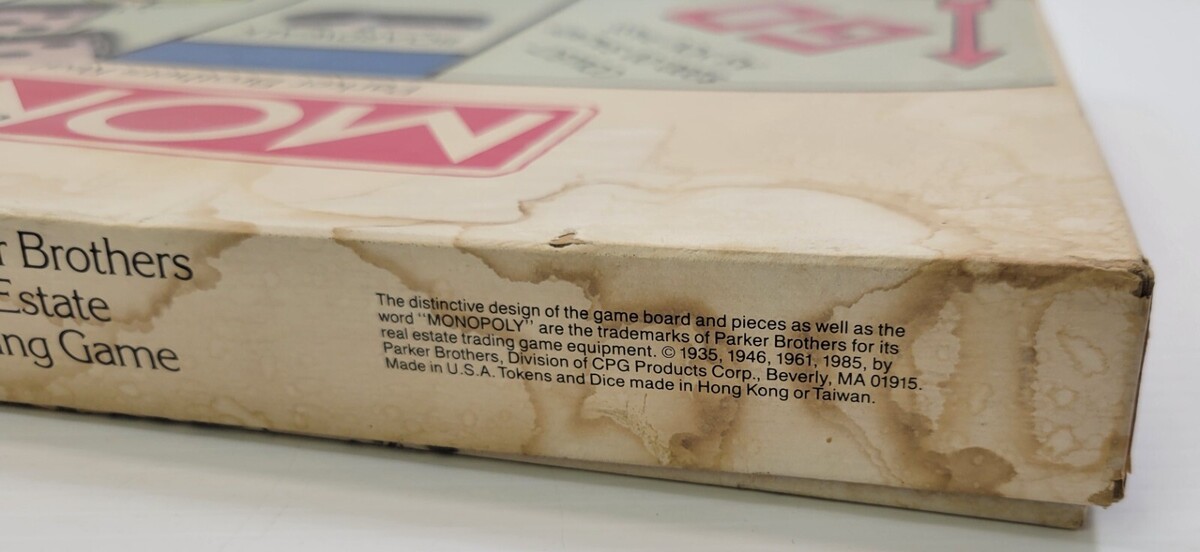 GO
MON
r Brothers
Estate
ing Game
The distinctive design of the game board and pieces as well as the
word "MONOPOLY" are the trademarks of Parker Brothers for its
real estate trading game equipment. © 1935, 1946, 1961, 1985, by
Parker Brothers, Division of CPG Products Corp., Beverly, MA 01915.
Made in U.S.A. Tokens and Dice made in Hong Kong or Taiwan.